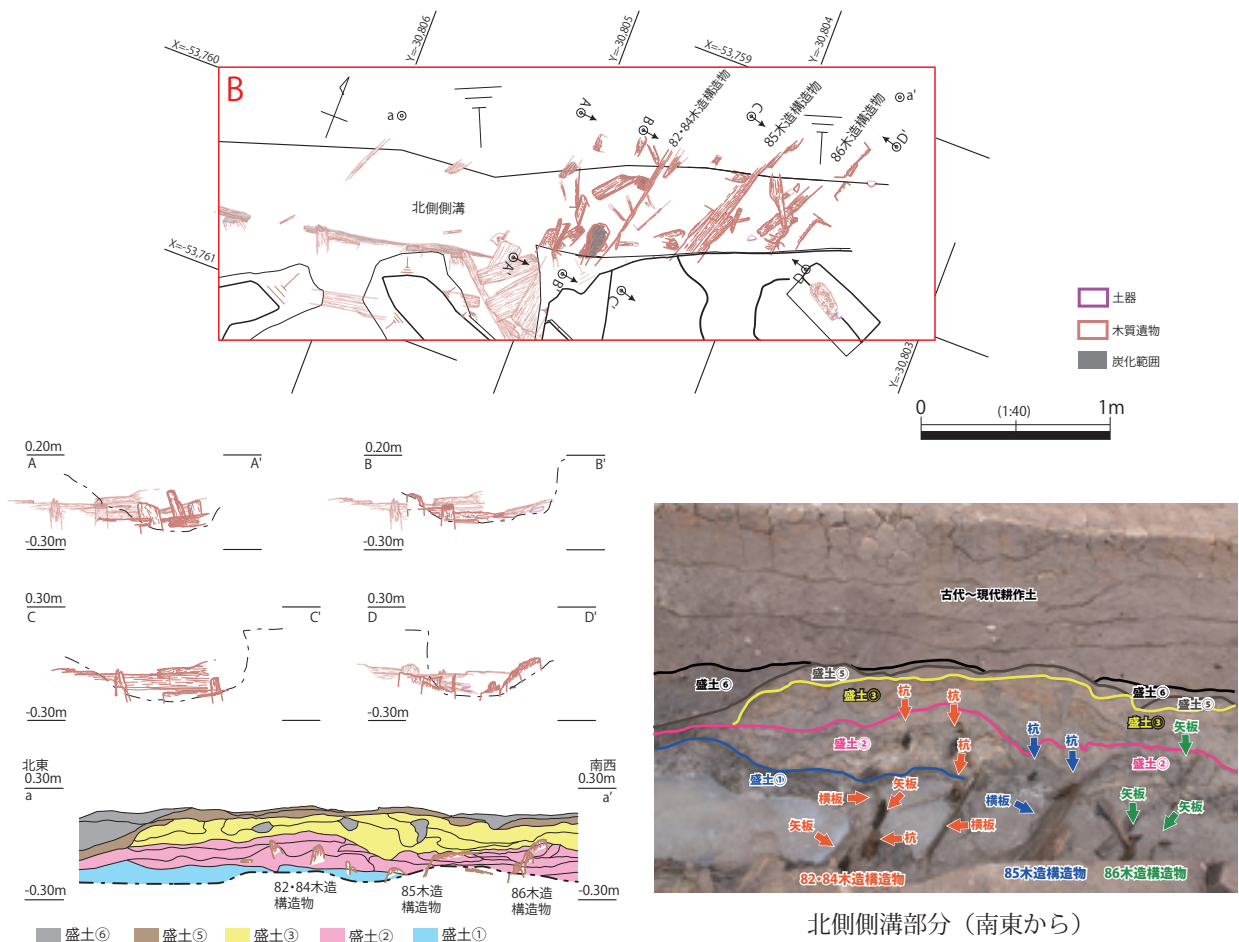 X=-53,760
Y=-30,806
Y=-30,805
X=-53,759
Y=-30,804
B
a
A
B
82・84木造構造物
C
85木造構造物
86木造構造物
a'
D'
北側側溝
X=-53,761
A'
B'
C'
D
Y=-30,803
土器
木質遺物
炭化範囲
0 (1:40) 1m
0.20m
A A'
-0.30m
0.20m
B B'
-0.30m
0.30m
C C'
-0.30m
0.30m
D D'
-0.30m
北東 南西
0.30m 0.30m
a a'
-0.30m -0.30m
82・84木造
構造物
85木造
構造物
86木造
構造物
盛土⑥ 盛土⑤ 盛土③ 盛土② 盛土①
古代〜現代耕作土
盛土⑥
盛土⑤
盛土③
盛土⑥
盛土⑤
盛土③
盛土②
盛土②
盛土①
杭
杭
杭
杭
杭
矢板
横板
矢板
横板
矢板
矢板
矢板
杭
横板
82・84木造構造物
85木造構造物
86木造構造物
北側側溝部分（南東から）